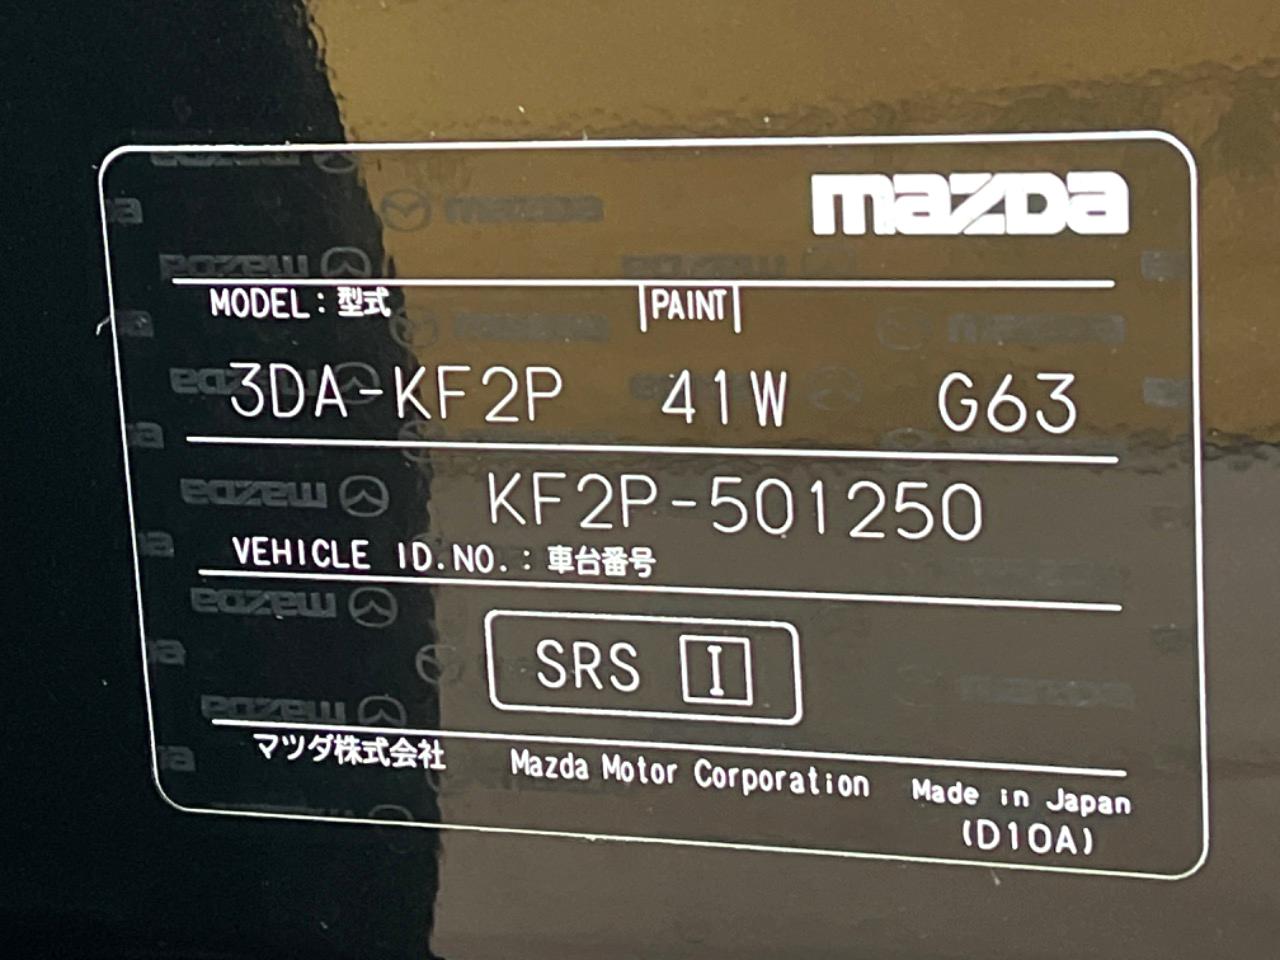 mazda
MODEL：型式 PAINT
3DA-KF2P 41W G63
KF2P-501250
VEHICLE ID.NO.：車台番号
SRS I
マツダ株式会社 Mazda Motor Corporation Made in Japan
(D10A)